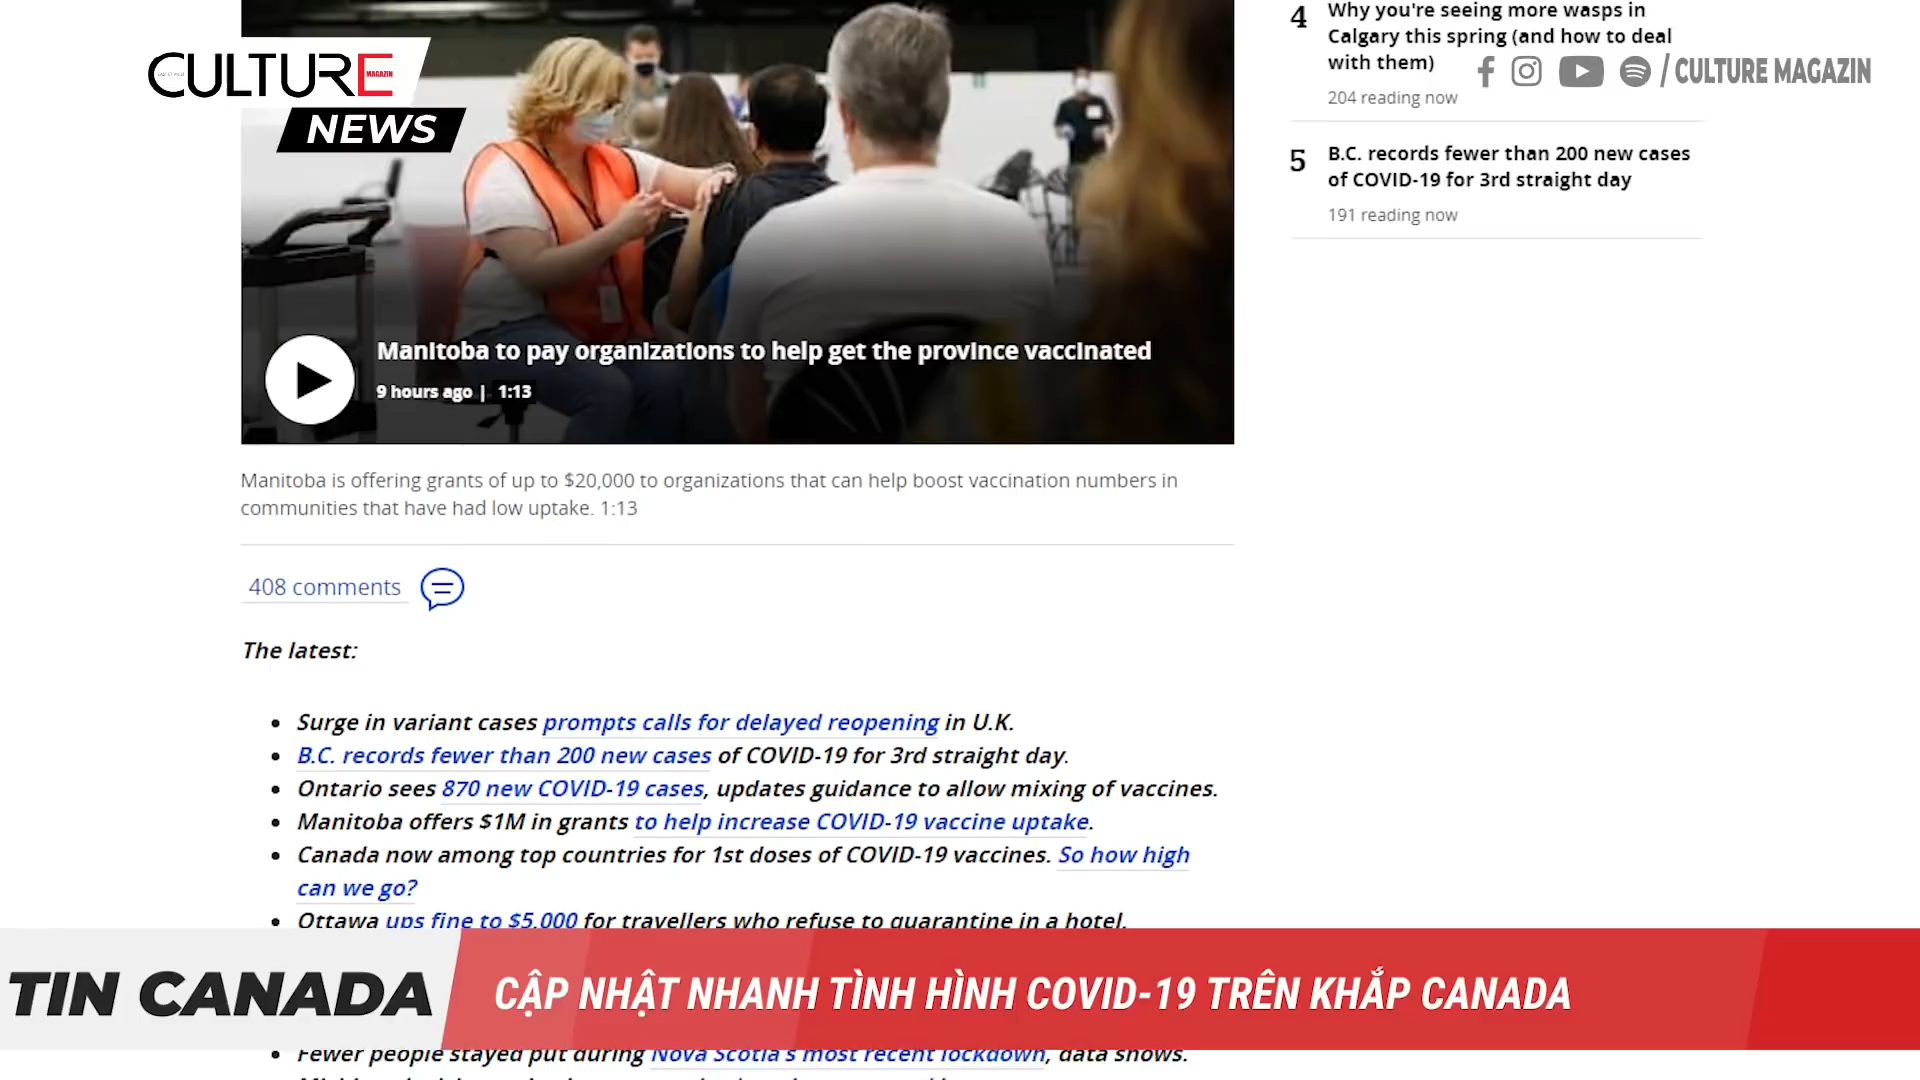 CULTURE
MAGAZIN
NEWS
4
Why you're seeing more wasps in
Calgary this spring (and how to deal
with them)
204 reading now
/ CULTURE MAGAZIN
5
B.C. records fewer than 200 new cases
of COVID-19 for 3rd straight day
191 reading now
Manitoba to pay organizations to help get the province vaccinated
9 hours ago | 1:13
Manitoba is offering grants of up to $20,000 to organizations that can help boost vaccination numbers in
communities that have had low uptake. 1:13
408 comments
The latest:
• Surge in variant cases prompts calls for delayed reopening in U.K.
• B.C. records fewer than 200 new cases of COVID-19 for 3rd straight day.
• Ontario sees 870 new COVID-19 cases, updates guidance to allow mixing of vaccines.
• Manitoba offers $1M in grants to help increase COVID-19 vaccine uptake.
• Canada now among top countries for 1st doses of COVID-19 vaccines. So how high
can we go?
• Ottawa ups fine to $5,000 for travellers who refuse to quarantine in a hotel.
TIN CANADA
CẬP NHẬT NHANH TÌNH HÌNH COVID-19 TRÊN KHẮP CANADA
• Fewer people stayed put during Nova Scotia's most recent lockdown, data shows.